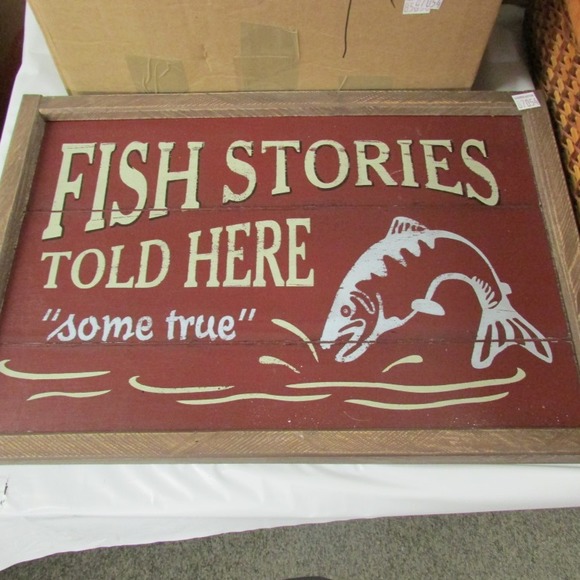 FISH STORIES
TOLD HERE
"some true"